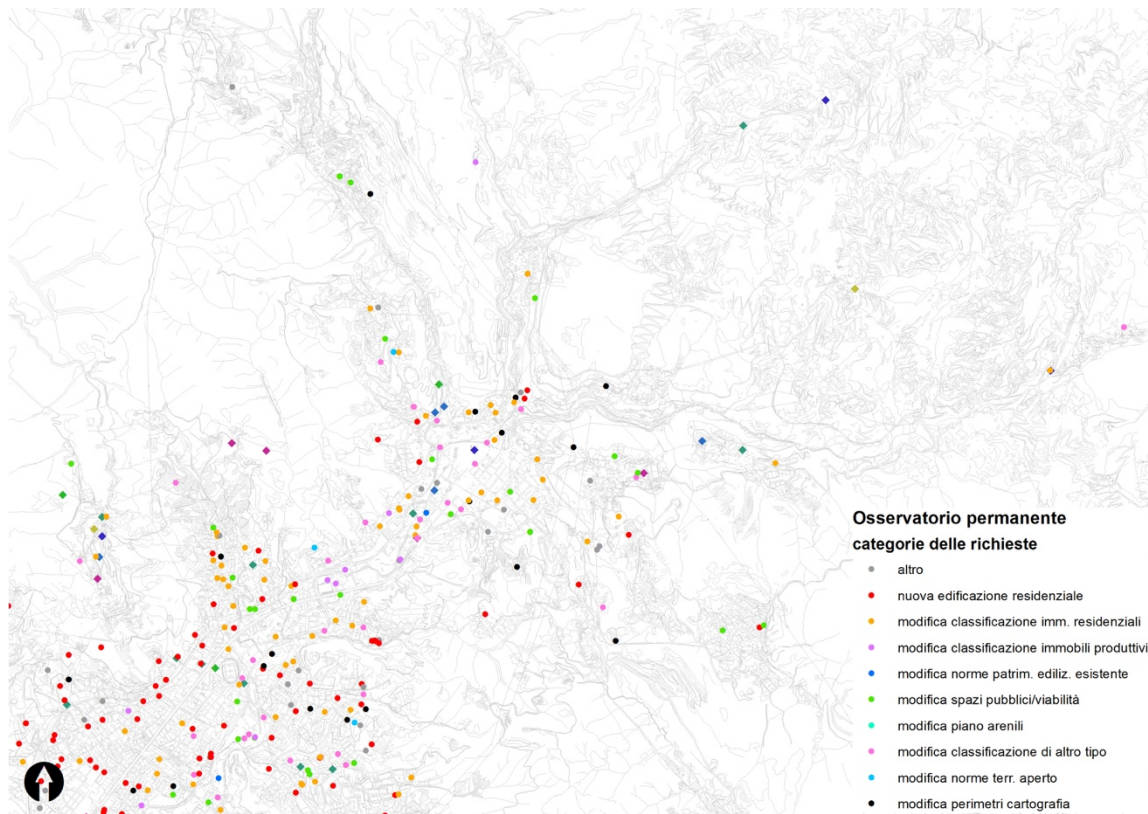 Osservatorio permanente
categorie delle richieste
altro
nuova edificazione residenziale
modifica classificazione imm. residenziali
modifica classificazione immobili produttivi
modifica norme patrim. ediliz. esistente
modifica spazi pubblici/viabilità
modifica piano arenili
modifica classificazione di altro tipo
modifica norme terr. aperto
modifica perimetri cartografia